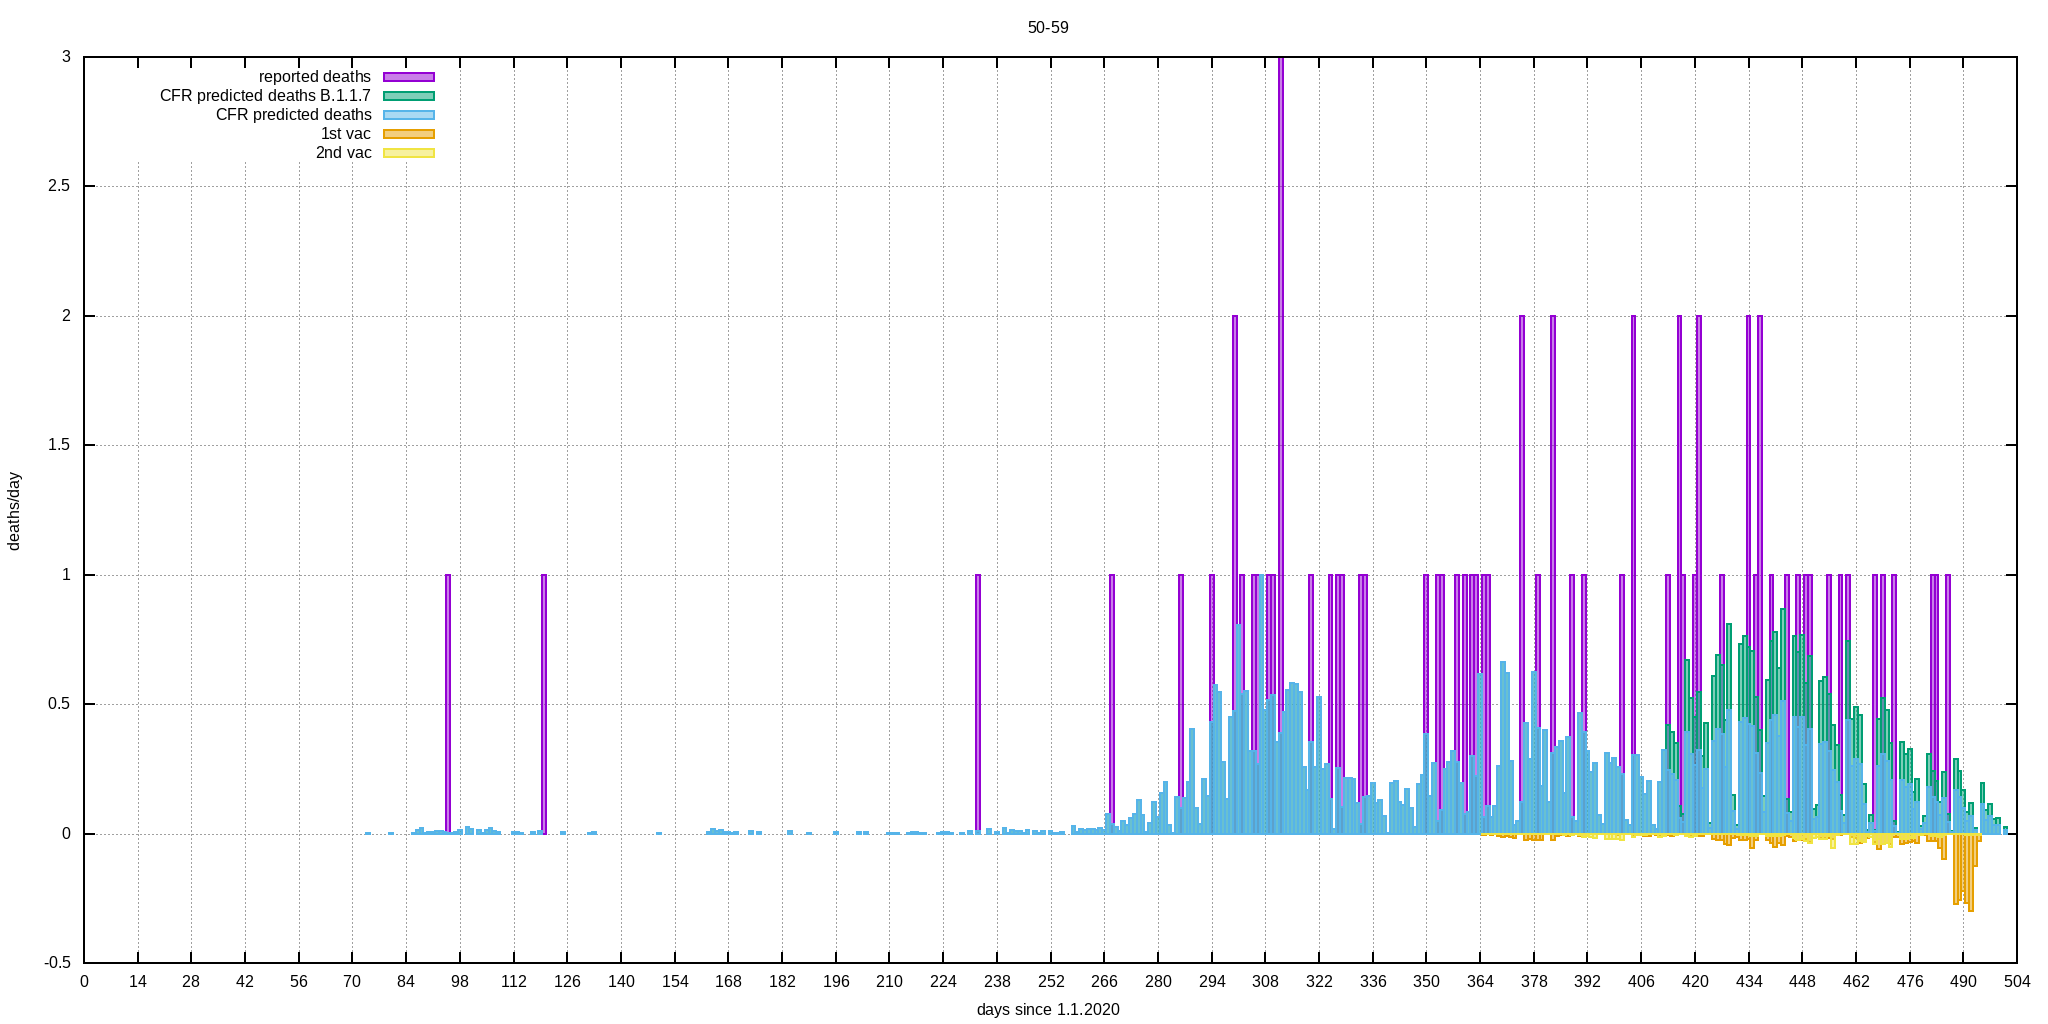 50-59
3
reported deaths
CFR predicted deaths B.1.1.7
CFR predicted deaths
1st vac
2nd vac
2.5
2
1.5
deaths/day
1
0.5
0
-0.5
0 14 28 42 56 70 84 98 112 126 140 154 168 182 196 210 224 238 252 266 280 294 308 322 336 350 364 378 392 406 420 434 448 462 476 490 504
days since 1.1.2020